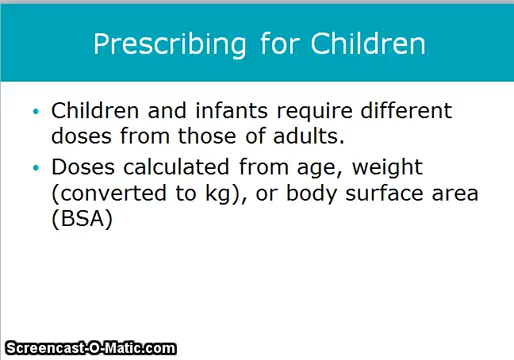 Prescribing for Children
• Children and infants require different
doses from those of adults.
• Doses calculated from age, weight
(converted to kg), or body surface area
(BSA)
Screencast-O-Matic.com